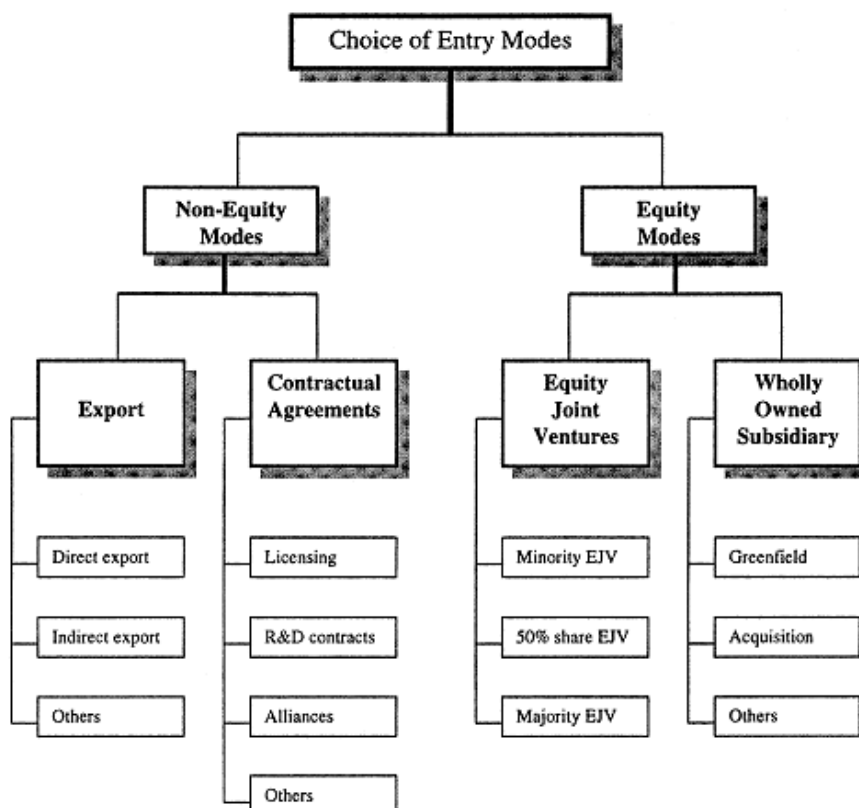 Choice of Entry Modes
Non-Equity
Modes
Equity
Modes
Export
Contractual
Agreements
Equity
Joint
Ventures
Wholly
Owned
Subsidiary
Direct export
Licensing
Minority EJV
Greenfield
Indirect export
R&D contracts
50% share EJV
Acquisition
Others
Alliances
Majority EJV
Others
Others